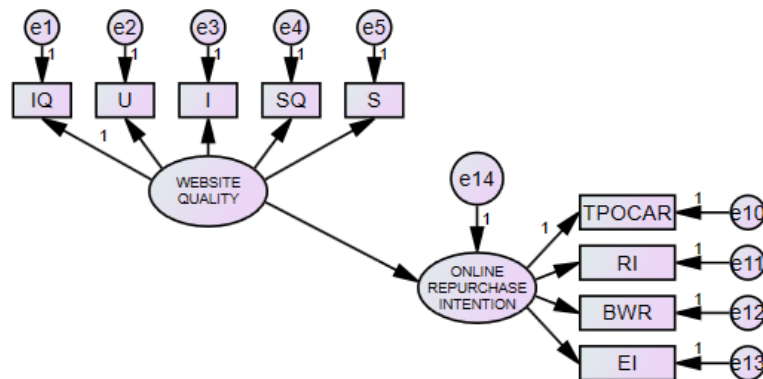 e1 e2 e3 e4 e5
1 1 1 1 1
IQ U I SQ S
1
WEBSITE
QUALITY
e14
1
1
TPOCAR 1 e10
ONLINE
REPURCHASE
INTENTION
RI 1 e11
BWR 1 e12
EI 1 e13